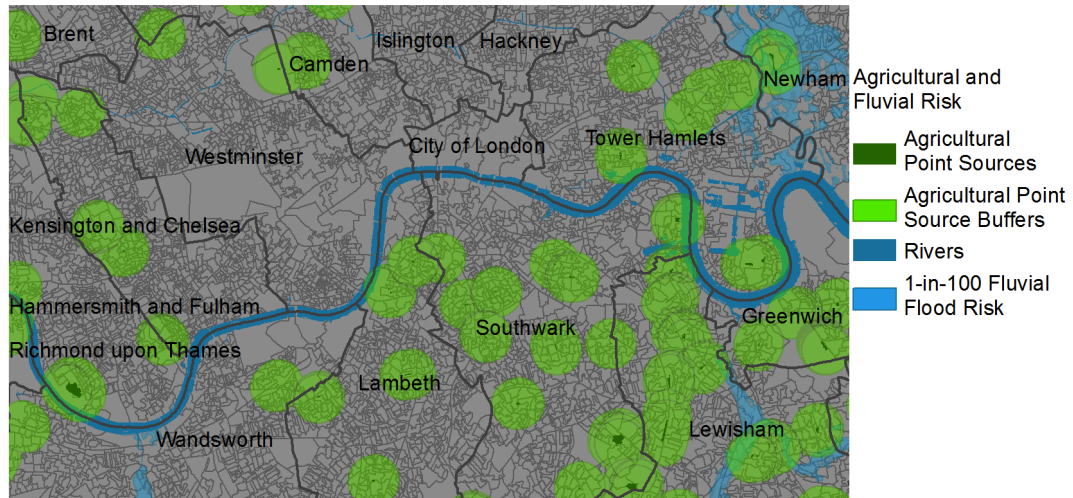 Brent
Islington
Hackney
Camden
Newham
Tower Hamlets
City of London
Westminster
Kensington and Chelsea
Hammersmith and Fulham
Greenwich
Southwark
Richmond upon Thames
Lambeth
Lewisham
Wandsworth
Agricultural and
Fluvial Risk
Agricultural
Point Sources
Agricultural Point
Source Buffers
Rivers
1-in-100 Fluvial
Flood Risk